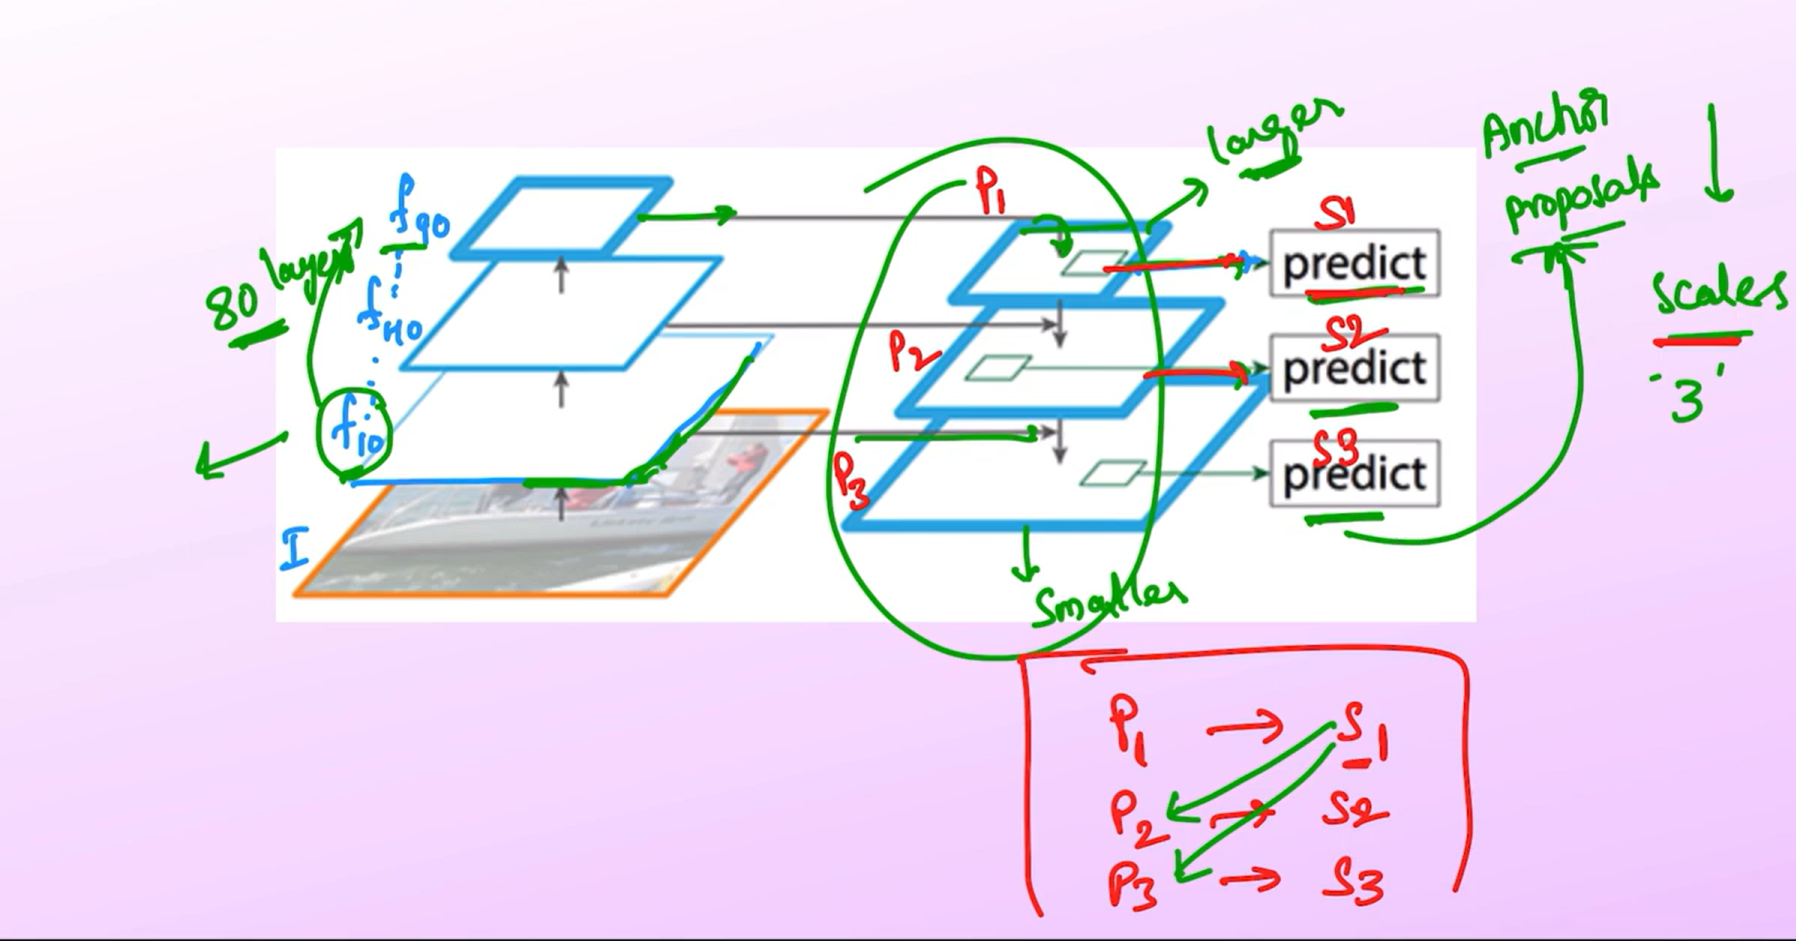 larger
Anchor
proposals
scales
'3'
80 layers
f90
f40
f10
I
P1
P2
P3
S1
predict
S2
predict
S3
predict
Smaller
P1 → S1
P2 → S2
P3 → S3